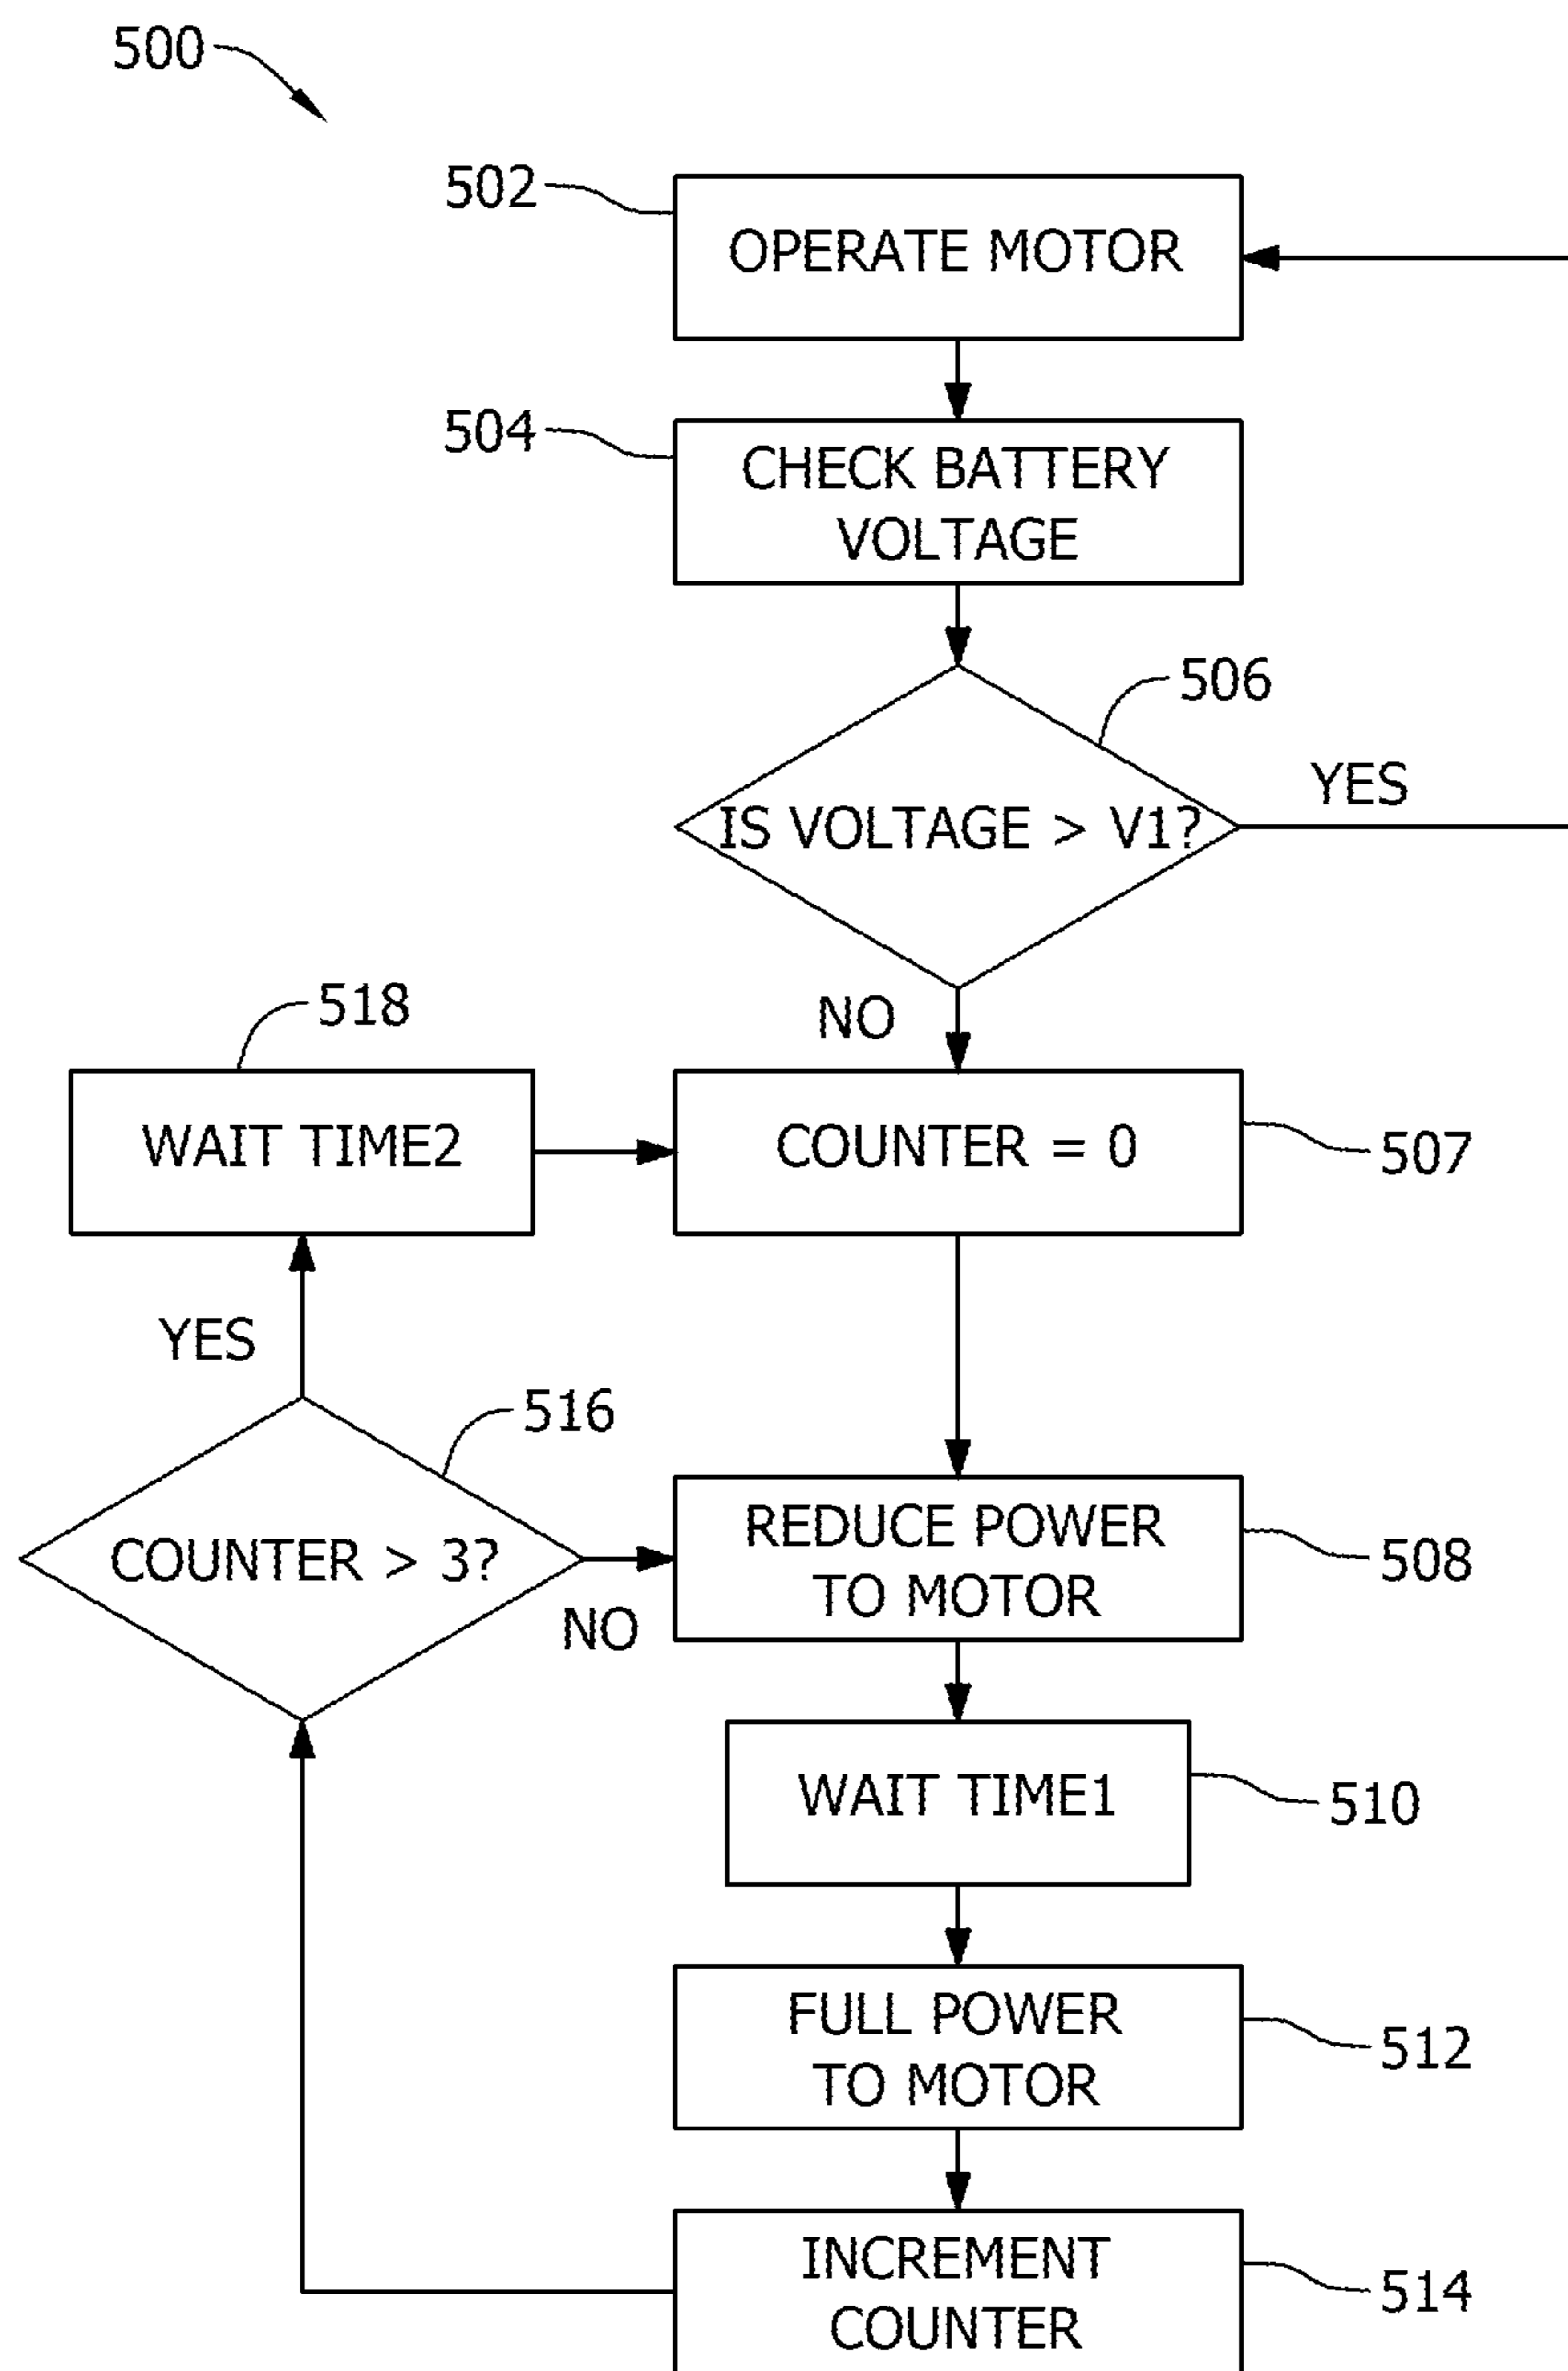 500
502
OPERATE MOTOR
504
CHECK BATTERY
VOLTAGE
506
IS VOLTAGE > V1?
YES
NO
518
WAIT TIME2
COUNTER = 0
507
YES
516
COUNTER > 3?
NO
REDUCE POWER
TO MOTOR
508
WAIT TIME1
510
FULL POWER
TO MOTOR
512
INCREMENT
COUNTER
514